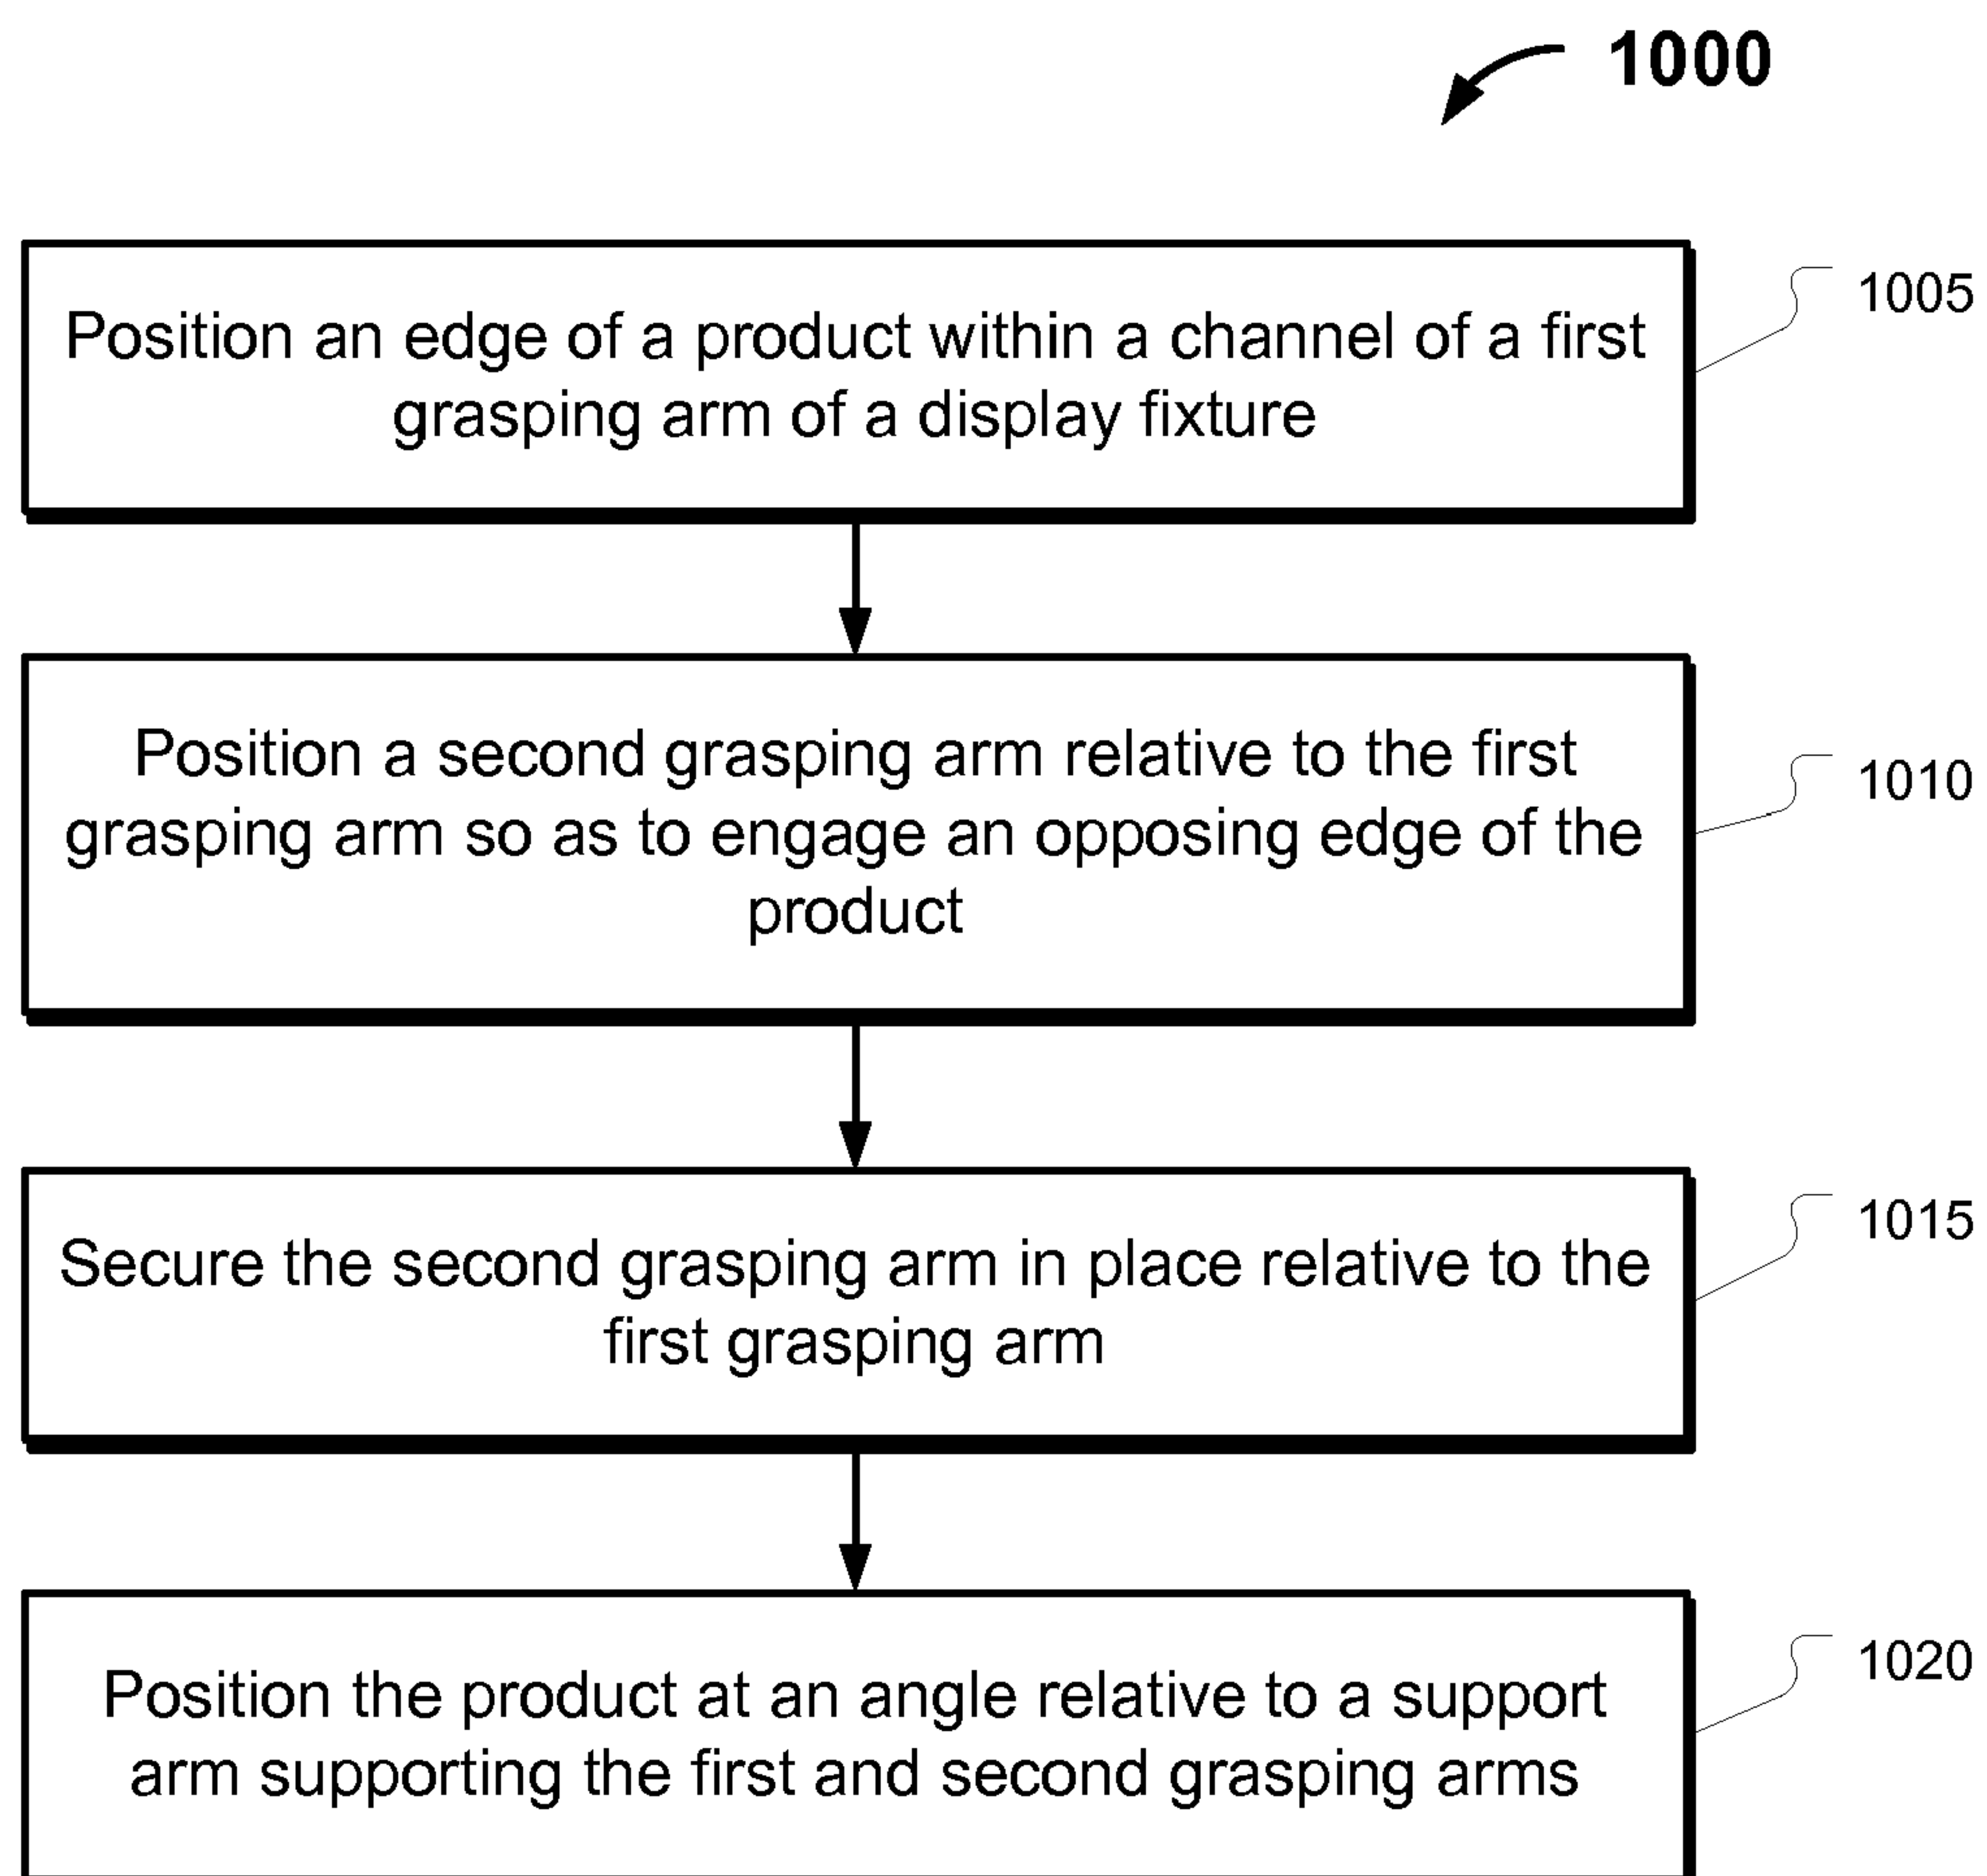 1000
Position an edge of a product within a channel of a first
grasping arm of a display fixture
1005
Position a second grasping arm relative to the first
grasping arm so as to engage an opposing edge of the
product
1010
Secure the second grasping arm in place relative to the
first grasping arm
1015
Position the product at an angle relative to a support
arm supporting the first and second grasping arms
1020